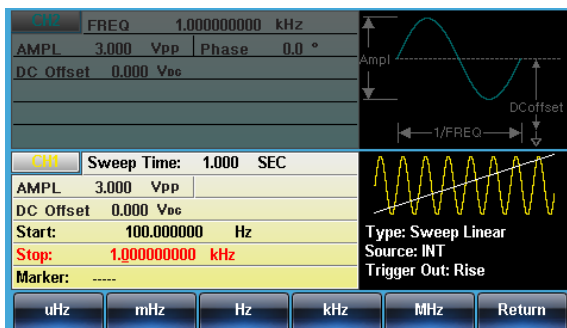 CH2 FREQ 1.000000000 kHz
AMPL 3.000 VPP Phase 0.0 °
DC Offset 0.000 VDC
Ampl
DCoffset
1/FREQ
CH1 Sweep Time: 1.000 SEC
AMPL 3.000 VPP
DC Offset 0.000 VDC
Start: 100.000000 Hz
Stop: 1.000000000 kHz
Marker: -----
Type: Sweep Linear
Source: INT
Trigger Out: Rise
uHz mHz Hz kHz MHz Return